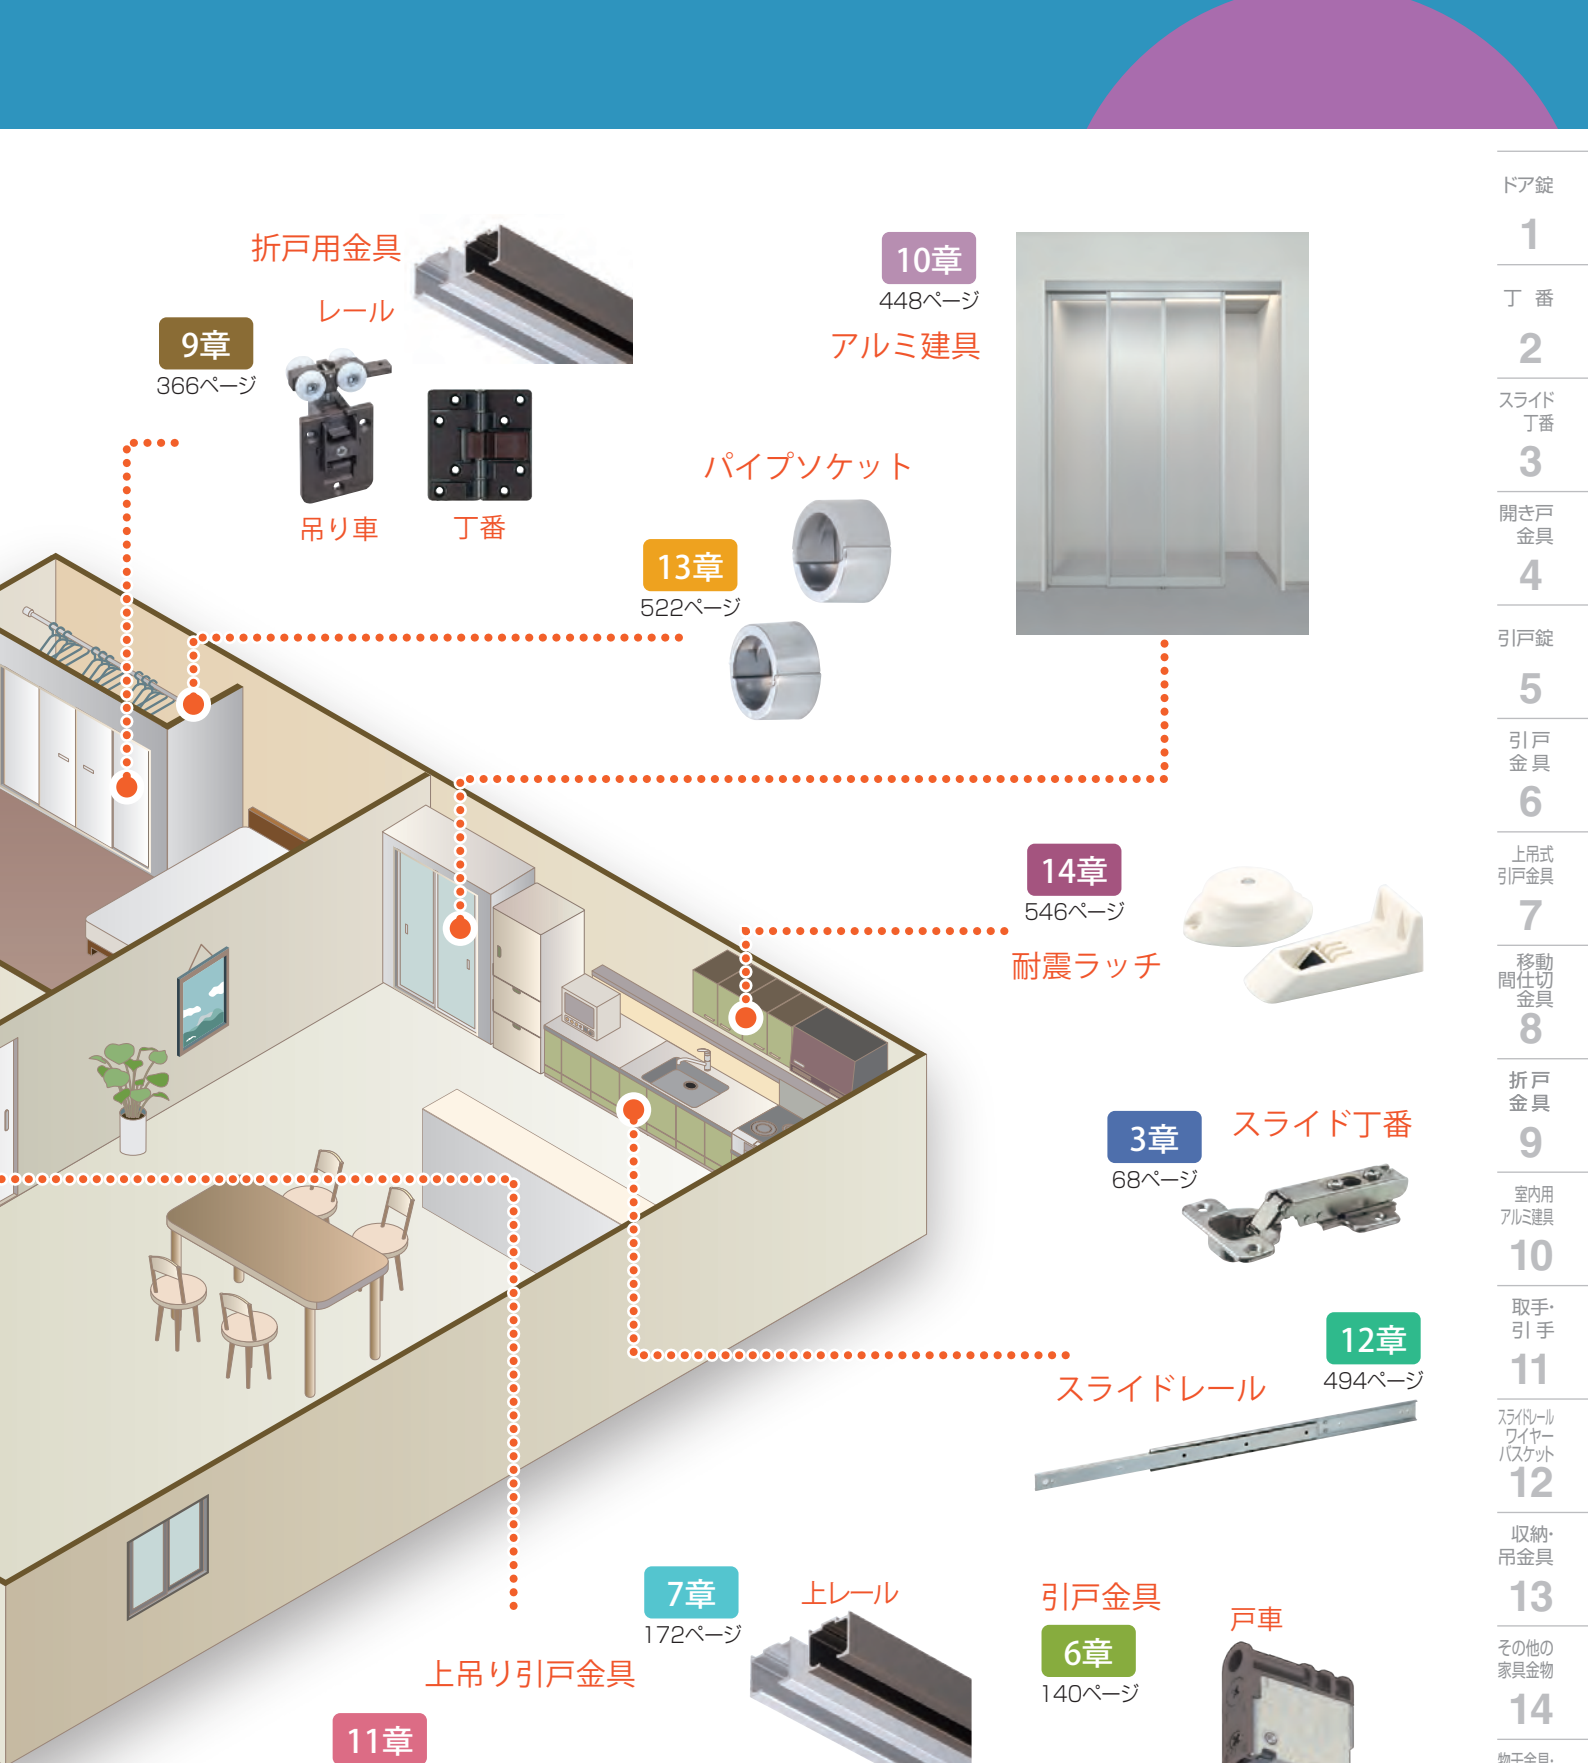 折戸用金具
レール
9章
366ページ
吊り車
丁番
10章
448ページ
アルミ建具
パイプソケット
13章
522ページ
14章
546ページ
耐震ラッチ
3章
68ページ
スライド丁番
12章
494ページ
スライドレール
7章
172ページ
上レール
上吊り引戸金具
引戸金具
6章
140ページ
戸車
11章
ドア錠
1
丁 番
2
スライド
丁番
3
開き戸
金具
4
引戸錠
5
引戸
金具
6
上吊式
引戸金具
7
移動
間仕切
金具
8
折戸
金具
9
室内用
アルミ建具
10
取手・
引手
11
スライドレール
ワイヤー
バスケット
12
収納・
吊金具
13
その他の
家具金物
14
物干金具・